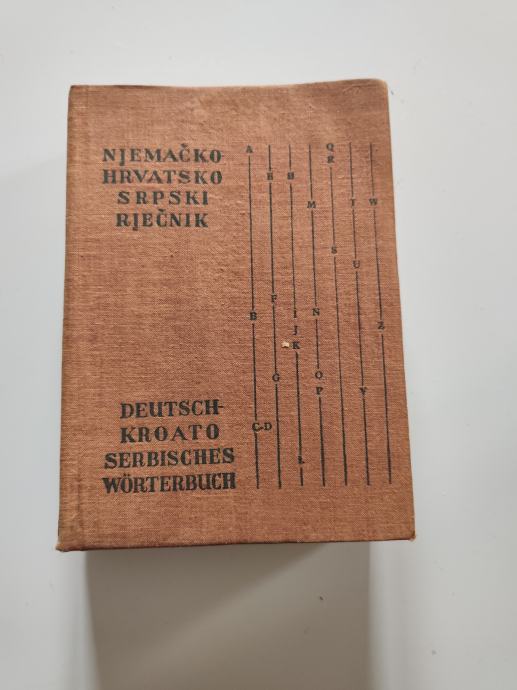 NJEMAČKO
HRVATSKO
SRPSKI
RJEČNIK
DEUTSCH-
KROATO
SERBISCHES
WÖRTERBUCH
A
B
C-D
E
F
G
I
J
K
L
M
N
O
P
Q
R
S
T
U
V
W
Z